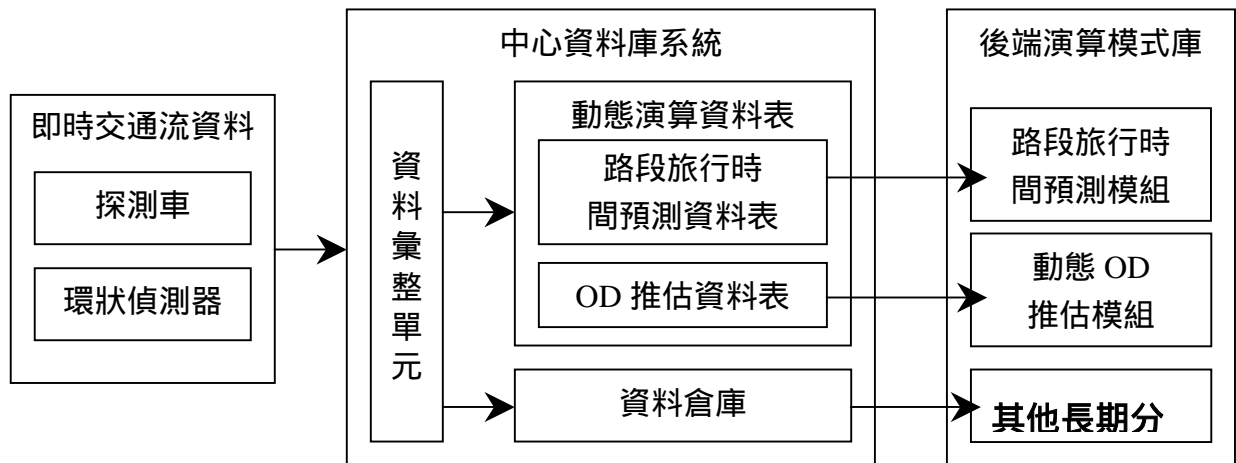 即時交通流資料
探測車
環狀偵測器
中心資料庫系統
資
料
彙
整
單
元
動態演算資料表
路段旅行時
間預測資料表
OD 推估資料表
資料倉庫
後端演算模式庫
路段旅行時
間預測模組
動態 OD
推估模組
其他長期分